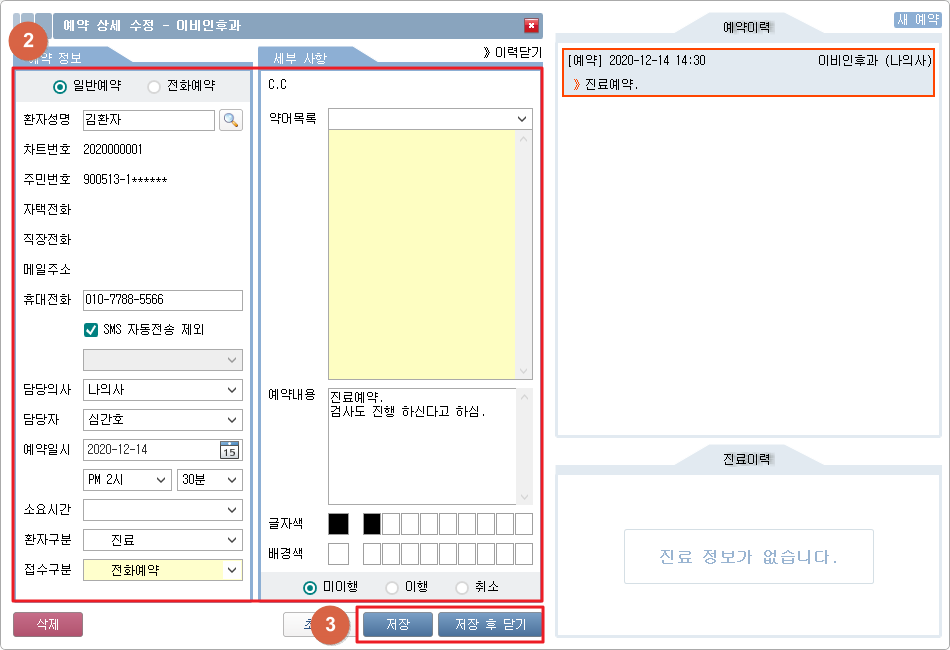 예약 상세 수정 - 이비인후과
2
약 정보
세부 사항
》이력닫기
일반예약
전화예약
환자성명
김환자
차트번호
2020000001
주민번호
900513-1******
자택전화
직장전화
메일주소
휴대전화
010-7788-5566
SMS 자동전송 제외
담당의사
나의사
담당자
심간호
예약일시
2020-12-14
15
PM 2시
30분
소요시간
환자구분
진료
접수구분
전화예약
C.C
약어목록
예약내용
진료예약.
검사도 진행 하신다고 하심.
글자색
배경색
미이행
이행
취소
삭제
3
저장
저장 후 닫기
예약이력
새 예약
[예약] 2020-12-14 14:30
이비인후과 (나의사)
》진료예약.
진료이력
진료 정보가 없습니다.